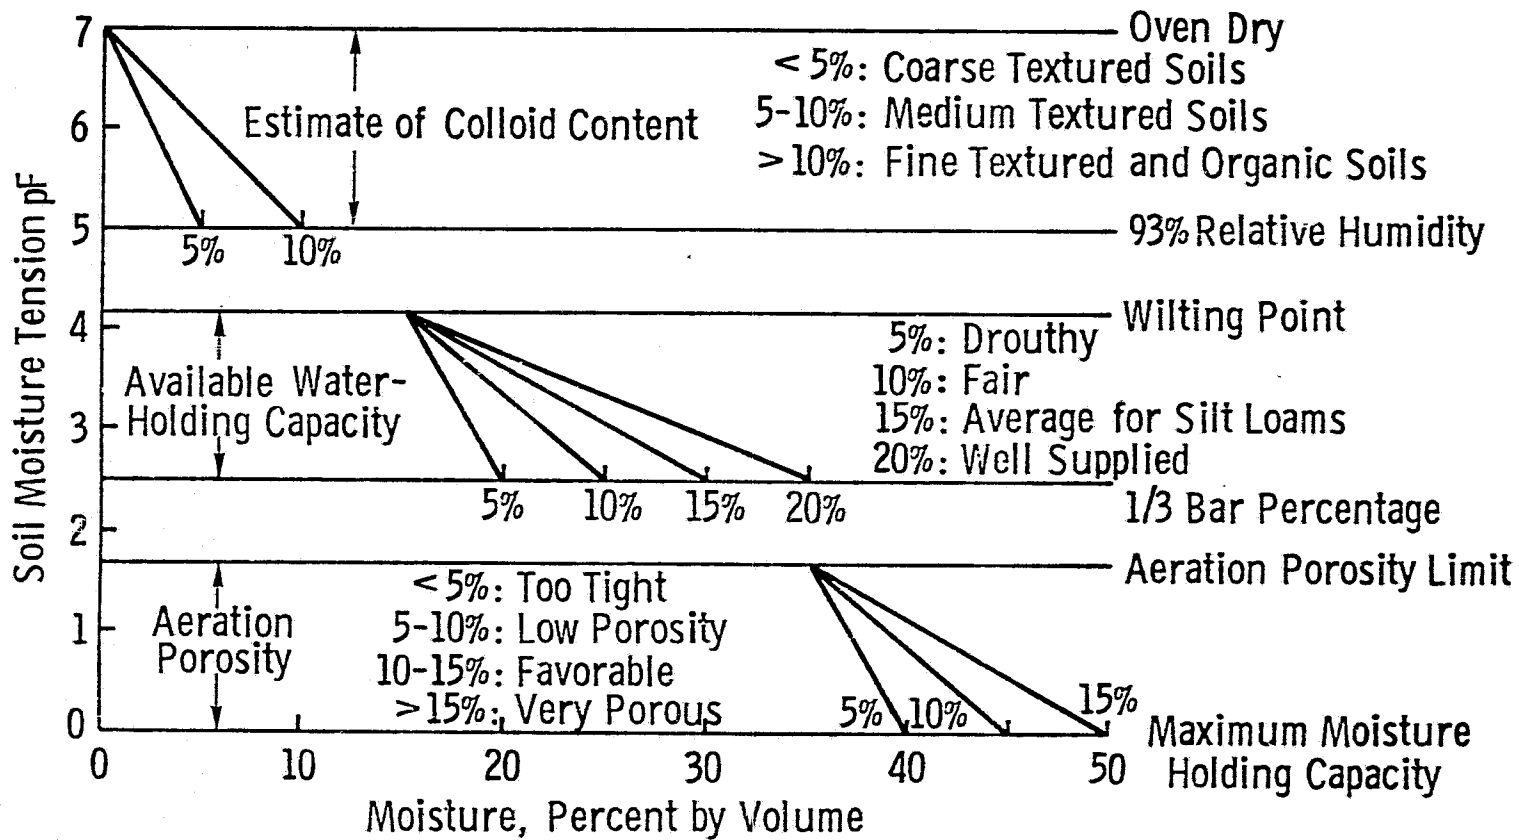 7
Oven Dry
< 5%: Coarse Textured Soils
5-10%: Medium Textured Soils
> 10%: Fine Textured and Organic Soils
6
Estimate of Colloid Content
Soil Moisture Tension pF
5
93% Relative Humidity
5%
10%
4
Wilting Point
5%: Drouthy
10%: Fair
15%: Average for Silt Loams
20%: Well Supplied
Available Water-
Holding Capacity
3
5%
10%
15%
20%
1/3 Bar Percentage
2
Aeration Porosity Limit
<5%: Too Tight
5-10%: Low Porosity
10-15%: Favorable
>15%: Very Porous
1
Aeration
Porosity
5%
10%
15%
0
Maximum Moisture
Holding Capacity
0
10
20
30
40
50
Moisture, Percent by Volume